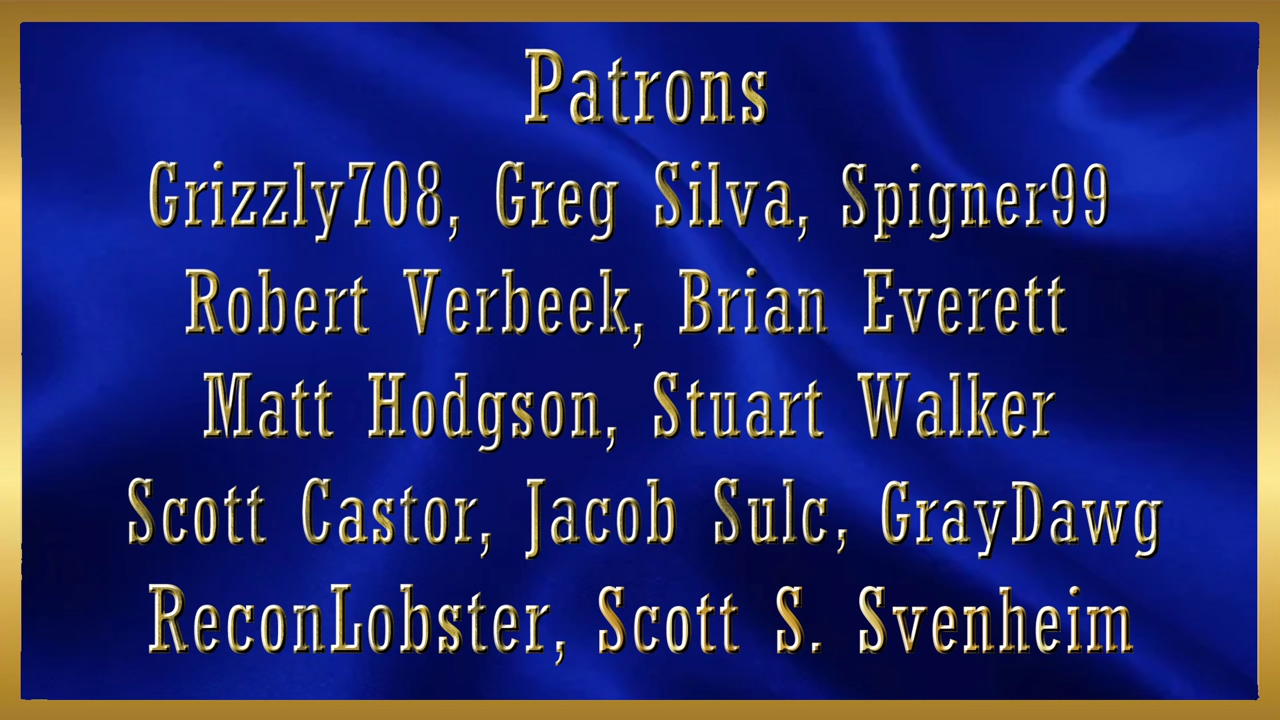 Patrons
Grizzly708, Greg Silva, Spigner99
Robert Verbeek, Brian Everett
Matt Hodgson, Stuart Walker
Scott Castor, Jacob Sulc, GrayDawg
ReconLobster, Scott S. Svenheim